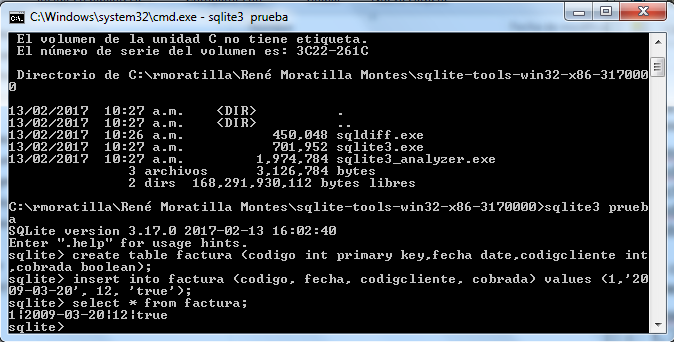 C:\Windows\system32\cmd.exe - sqlite3 prueba
El volumen de la unidad C no tiene etiqueta.
El número de serie del volumen es: 3C22-261C
Directorio de C:\rmoratilla\René Moratilla Montes\sqlite-tools-win32-x86-317000
0
13/02/2017  10:27 a.m.    <DIR>          .
13/02/2017  10:27 a.m.    <DIR>          ..
13/02/2017  10:26 a.m.           450,048 sqldiff.exe
13/02/2017  10:27 a.m.           701,952 sqlite3.exe
13/02/2017  10:27 a.m.         1,974,784 sqlite3_analyzer.exe
3 archivos      3,126,784 bytes
2 dirs  168,291,930,112 bytes libres
C:\rmoratilla\René Moratilla Montes\sqlite-tools-win32-x86-3170000>sqlite3 prueb
a
SQLite version 3.17.0 2017-02-13 16:02:40
Enter ".help" for usage hints.
sqlite> create table factura (codigo int primary key,fecha date,codigcliente int
,cobrada boolean);
sqlite> insert into factura (codigo, fecha, codigcliente, cobrada) values (1,'20
09-03-20', 12, 'true');
sqlite> select * from factura;
1|2009-03-20|12|true
sqlite>